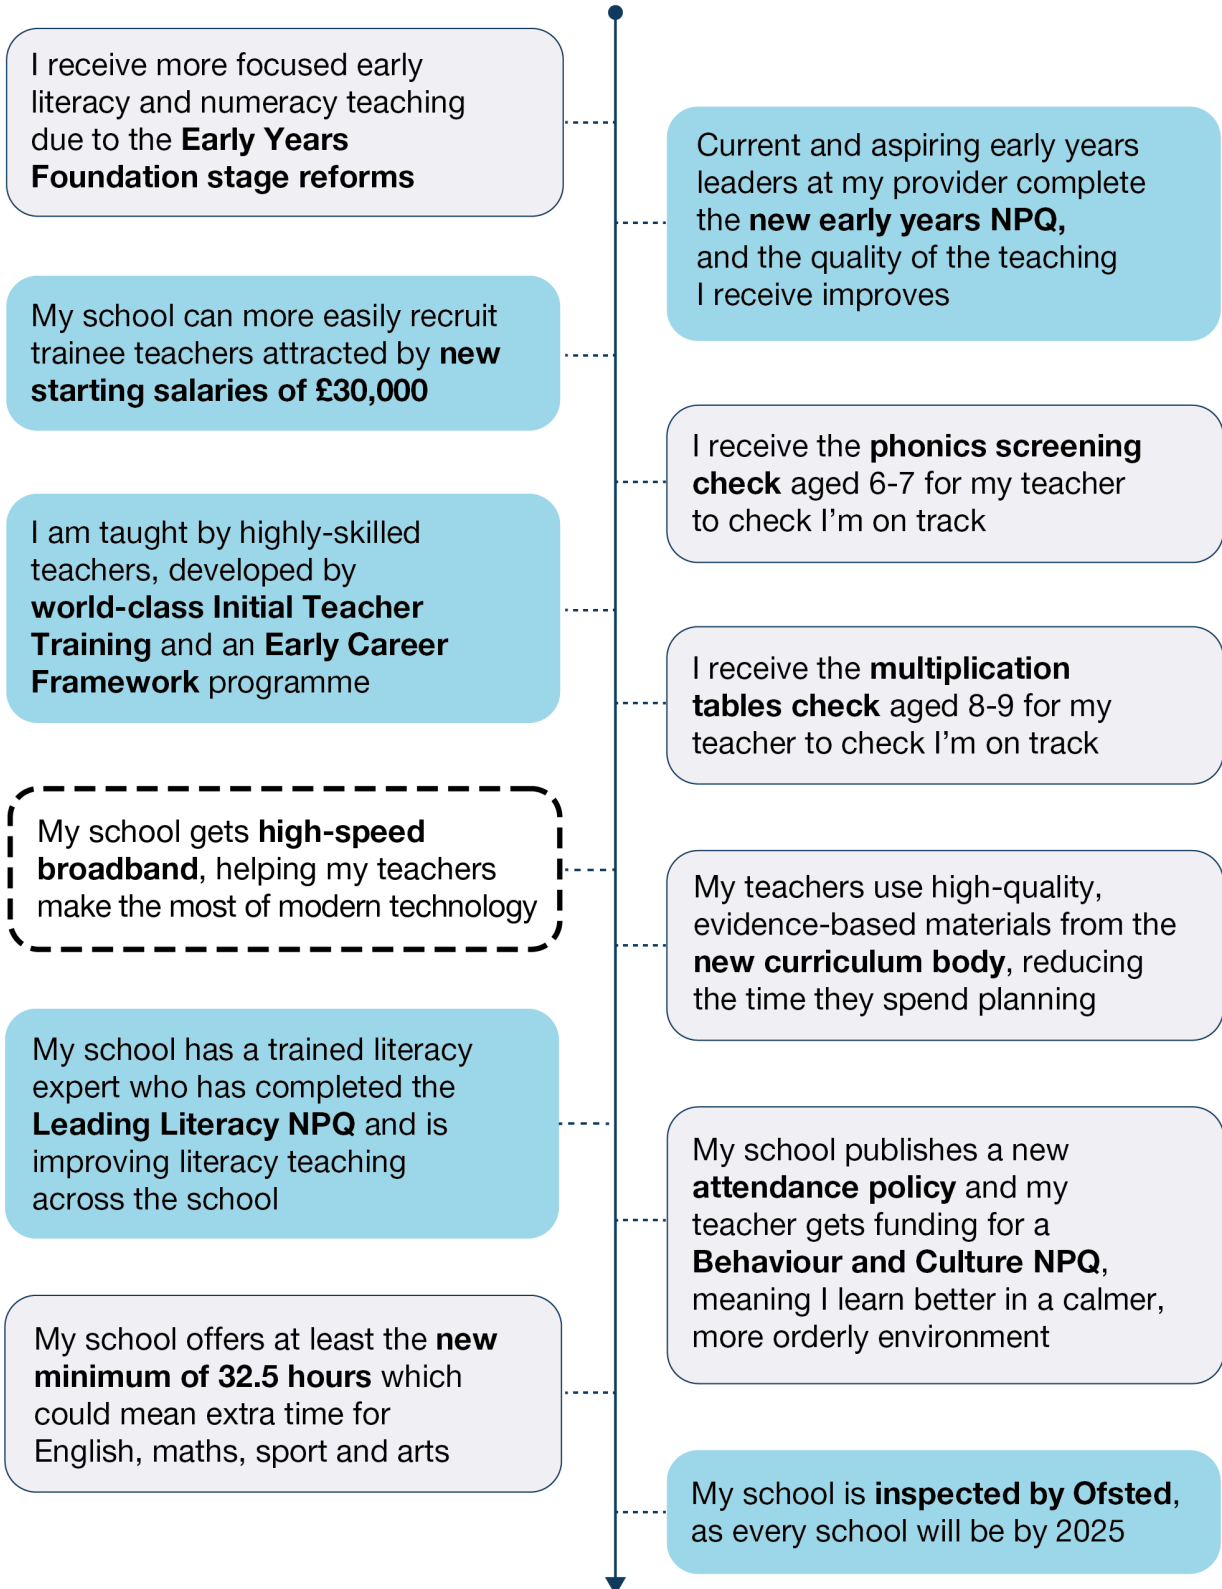 I receive more focused early
literacy and numeracy teaching
due to the Early Years
Foundation stage reforms
Current and aspiring early years
leaders at my provider complete
the new early years NPQ,
and the quality of the teaching
I receive improves
My school can more easily recruit
trainee teachers attracted by new
starting salaries of £30,000
I receive the phonics screening
check aged 6-7 for my teacher
to check I’m on track
I am taught by highly-skilled
teachers, developed by
world-class Initial Teacher
Training and an Early Career
Framework programme
I receive the multiplication
tables check aged 8-9 for my
teacher to check I’m on track
My school gets high-speed
broadband, helping my teachers
make the most of modern technology
My teachers use high-quality,
evidence-based materials from the
new curriculum body, reducing
the time they spend planning
My school has a trained literacy
expert who has completed the
Leading Literacy NPQ and is
improving literacy teaching
across the school
My school publishes a new
attendance policy and my
teacher gets funding for a
Behaviour and Culture NPQ,
meaning I learn better in a calmer,
more orderly environment
My school offers at least the new
minimum of 32.5 hours which
could mean extra time for
English, maths, sport and arts
My school is inspected by Ofsted,
as every school will be by 2025